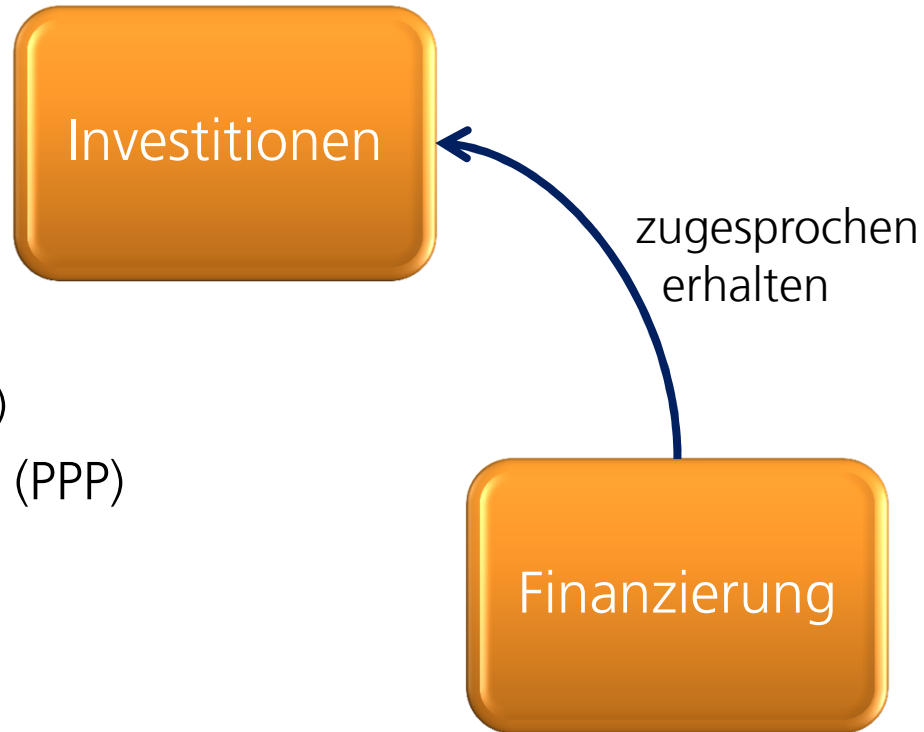 Investitionen
zugesprochen
erhalten
)
(PPP)
Finanzierung